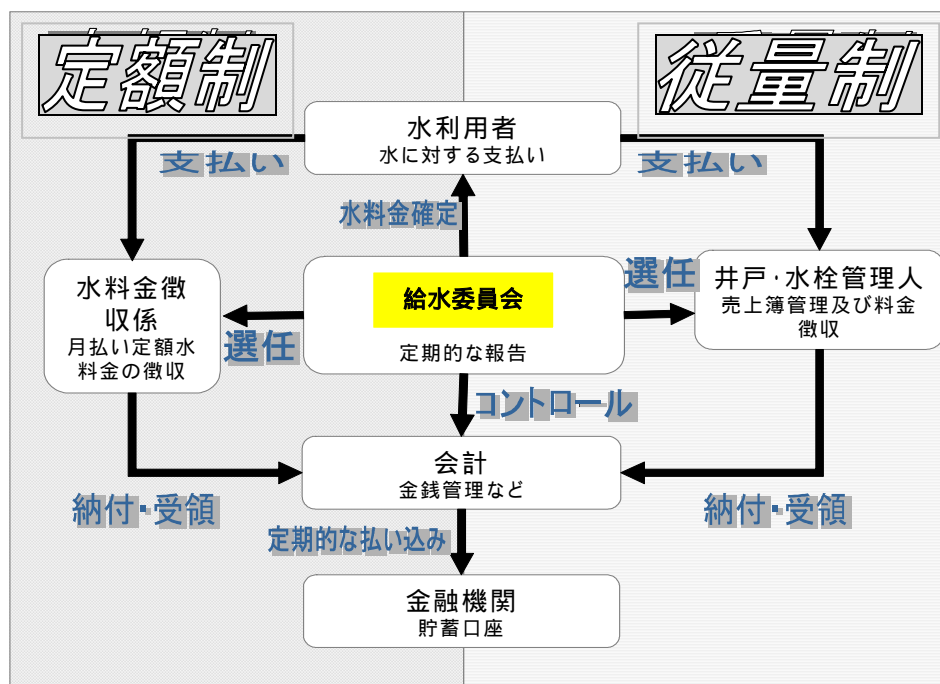 定額制
従量制
水利用者
水に対する支払い
支払い
支払い
水料金確定
水料金徴
収係
月払い定額水
料金の徴収
選任
給水委員会
定期的な報告
選任
井戸・水栓管理人
売上簿管理及び料金
徴収
コントロール
会計
金銭管理など
納付・受領
納付・受領
定期的な払い込み
金融機関
貯蓄口座